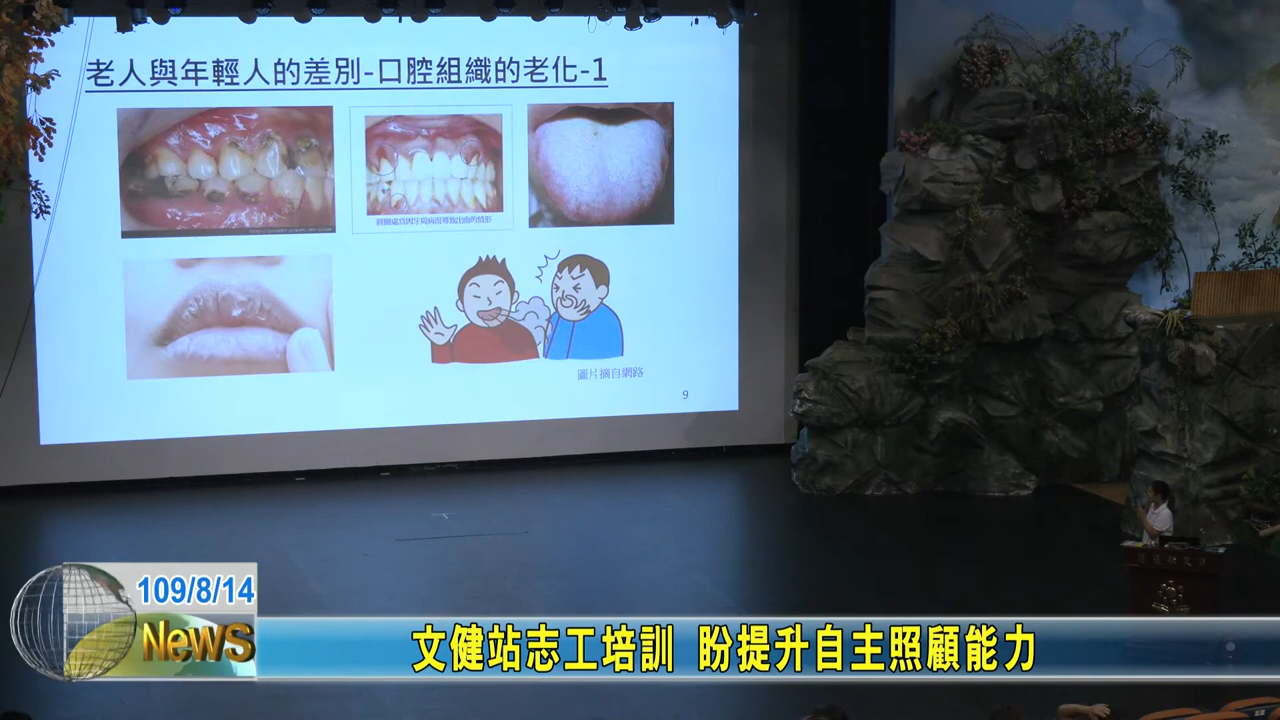 老人與年輕人的差別-口腔組織的老化-1
圖片摘自網路
9
109/8/14
News
文健站志工培訓 盼提升自主照顧能力